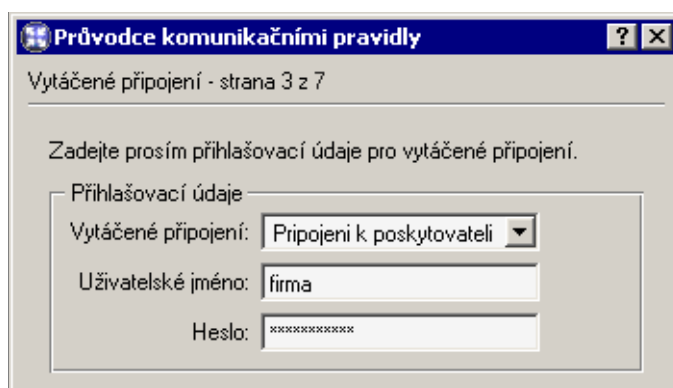 Průvodce komunikačními pravidly
Vytáčené připojení - strana 3 z 7
Zadejte prosím přihlašovací údaje pro vytáčené připojení.
Přihlašovací údaje
Vytáčené připojení: Pripojeni k poskytovateli
Uživatelské jméno: firma
Heslo: ***********